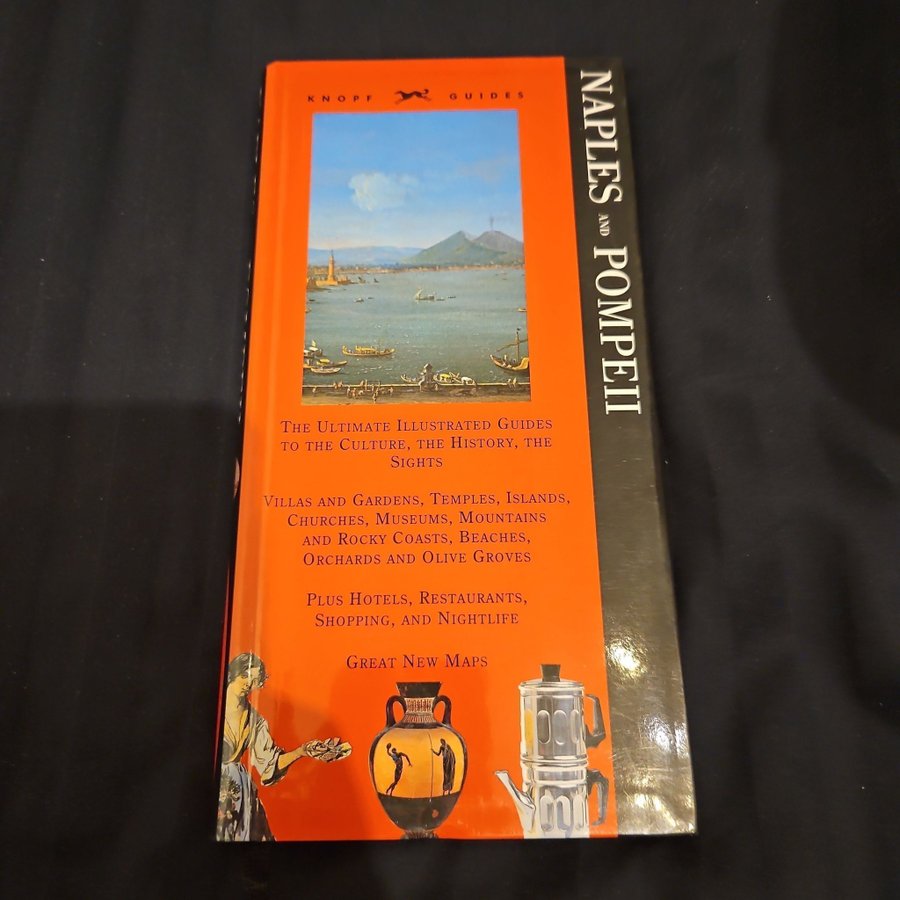 KNOPF GUIDES
NAPLES AND POMPEII
THE ULTIMATE ILLUSTRATED GUIDES
TO THE CULTURE, THE HISTORY, THE
SIGHTS
VILLAS AND GARDENS, TEMPLES, ISLANDS,
CHURCHES, MUSEUMS, MOUNTAINS
AND ROCKY COASTS, BEACHES,
ORCHARDS AND OLIVE GROVES
PLUS HOTELS, RESTAURANTS,
SHOPPING, AND NIGHTLIFE
GREAT NEW MAPS